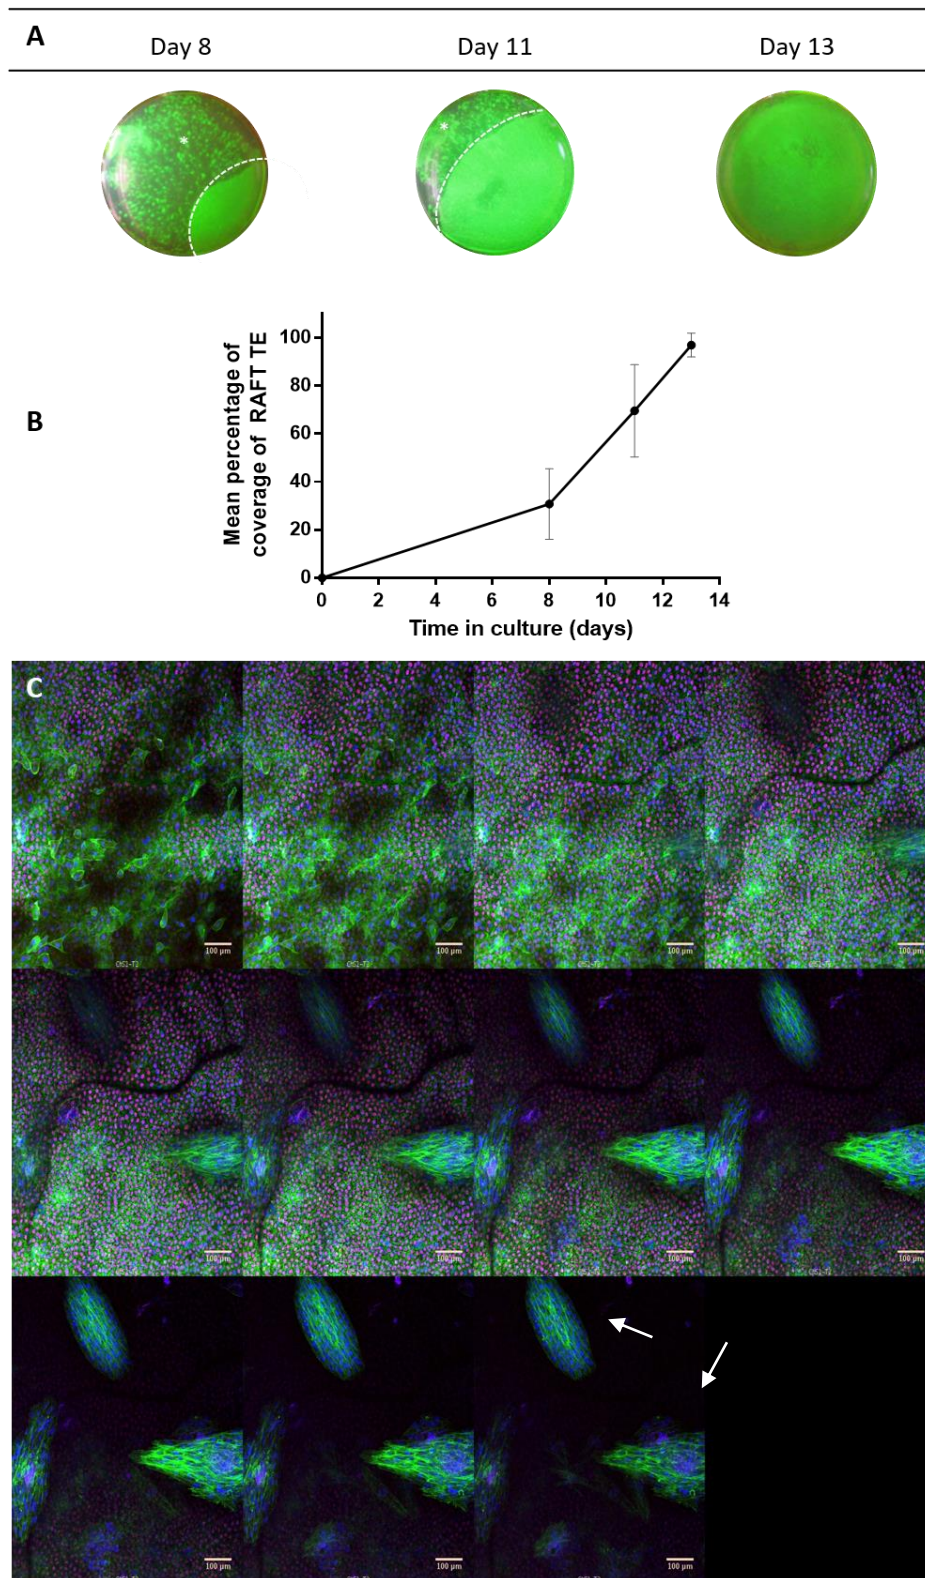 A
Day 8
Day 11
Day 13
*
*
B
Mean percentage of
coverage of RAFT TE
100
80
60
40
20
0
0 2 4 6 8 10 12 14
Time in culture (days)
C
100 µm
100 µm
100 µm
100 µm
100 µm
100 µm
100 µm
100 µm
100 µm
100 µm
100 µm